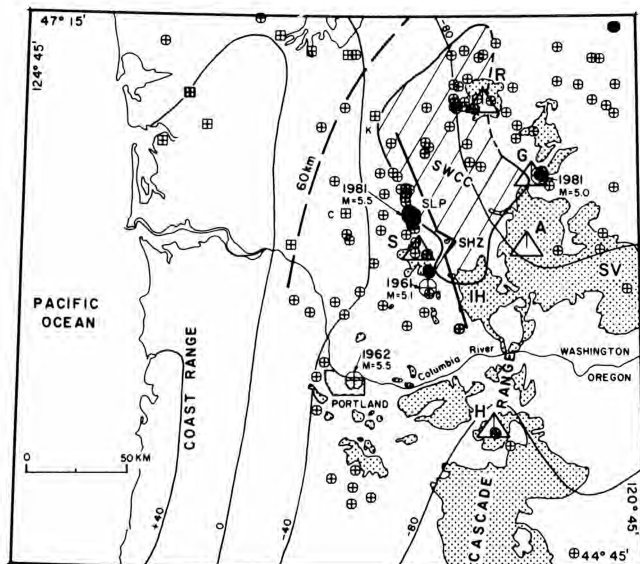 47° 15'
124° 45'
-80
R
K
60km
SWCC
G
1981
M=5.0
1981
M=5.5
SLP
C
S
SHZ
A
1961
M=5.1
IH
SV
PACIFIC
OCEAN
COAST RANGE
1962
M=5.5
Columbia River
WASHINGTON
OREGON
PORTLAND
H
CASCADE RANGE
0 50 KM
+40
0
-40
-80
120° 45'
44° 45'